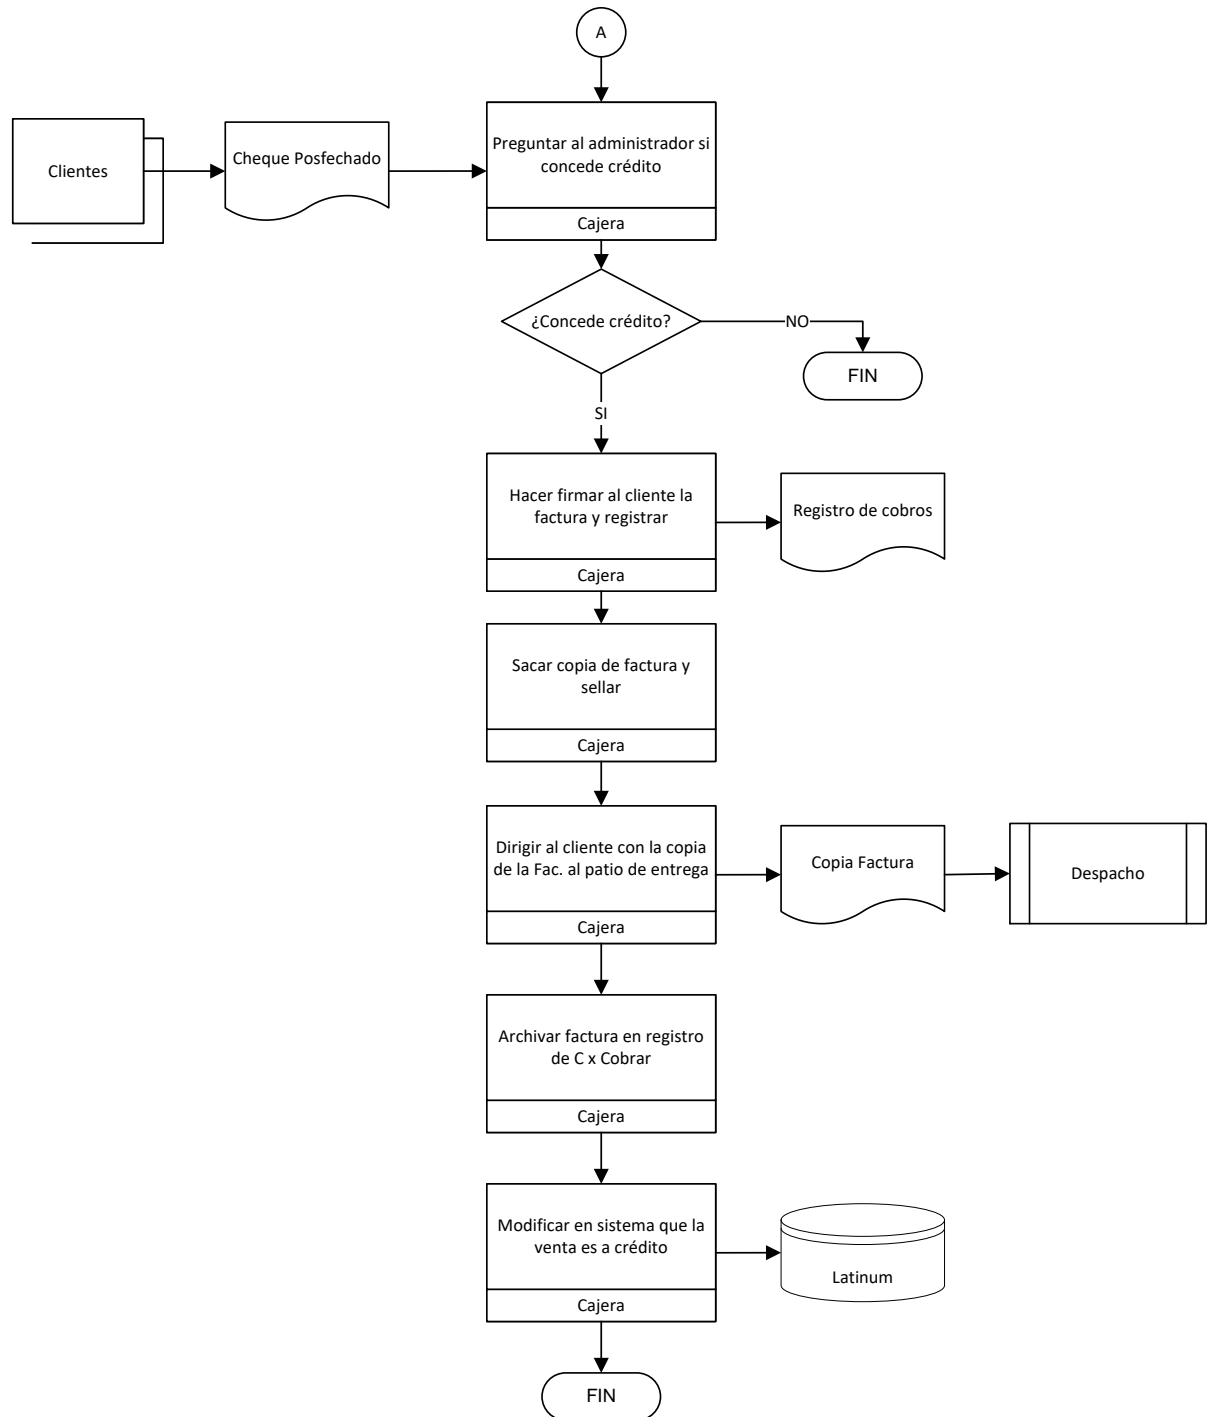 A
Clientes
Cheque Posfechado
Preguntar al administrador si
concede crédito
Cajera
¿Concede crédito?
NO
FIN
SI
Hacer firmar al cliente la
factura y registrar
Cajera
Registro de cobros
Sacar copia de factura y
sellar
Cajera
Dirigir al cliente con la copia
de la Fac. al patio de entrega
Cajera
Copia Factura
Despacho
Archivar factura en registro
de C x Cobrar
Cajera
Modificar en sistema que la
venta es a crédito
Cajera
Latinum
FIN